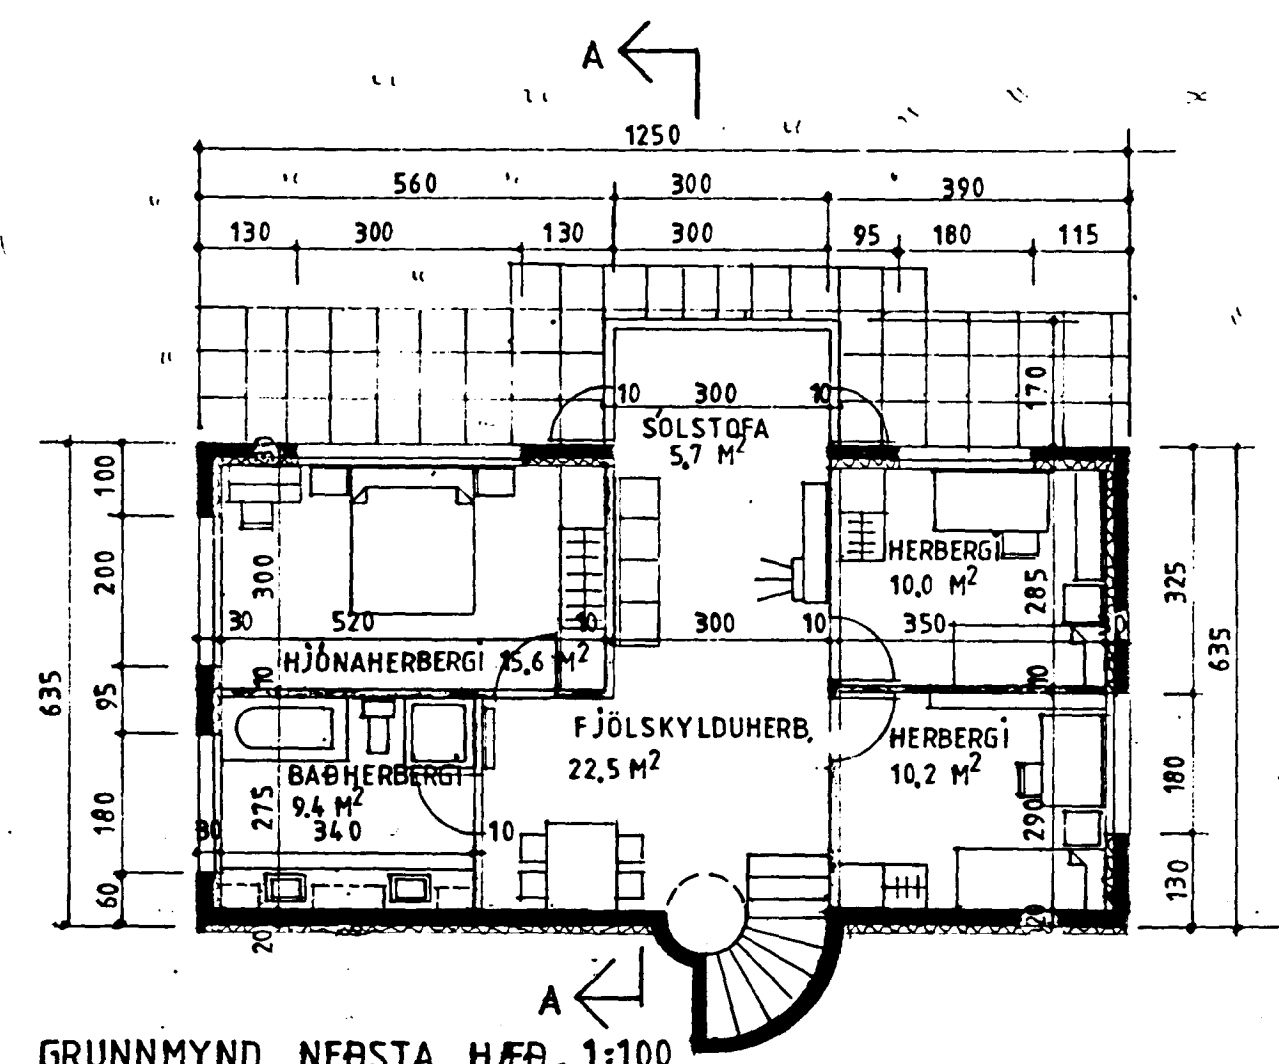 A
1250
560 300 390
130 300 130 300 95 180 115
10 300 10
170
SÓLSTOFA
5.7 M²
100
200
95
180
60
635
300
HERBERGI
10.0 M²
285
325
635
30 520 10 300 10 350
HJÓNAHERBERGI 15.6 M²
10
10
FJÖLSKYLDUHERB.
22.5 M²
HERBERGI
10.2 M²
BAÐHERBERGI
9.4 M²
275
340
30
10
290
180
130
20
20
A
GRUNNMYND NEÐSTA HÆÐ. 1:100